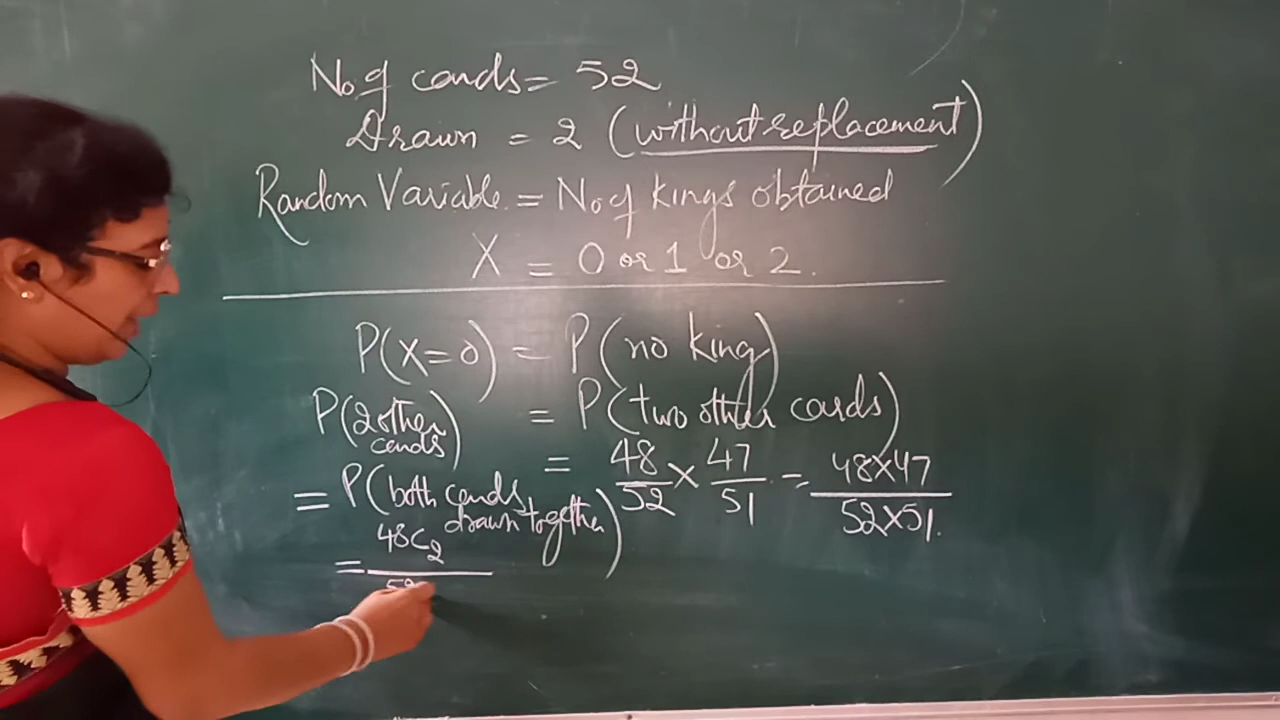 No of cards = 52
Drawn = 2 (without replacement)
Random Variable = No of kings obtained
X = 0 or 1 or 2.
P(X=0) = P(no king)
P(2 other cards) = P(two other cards)
= 48/52 × 47/51 = 48×47/52×51.
= P(both cards drawn together)
= 48C₂/52